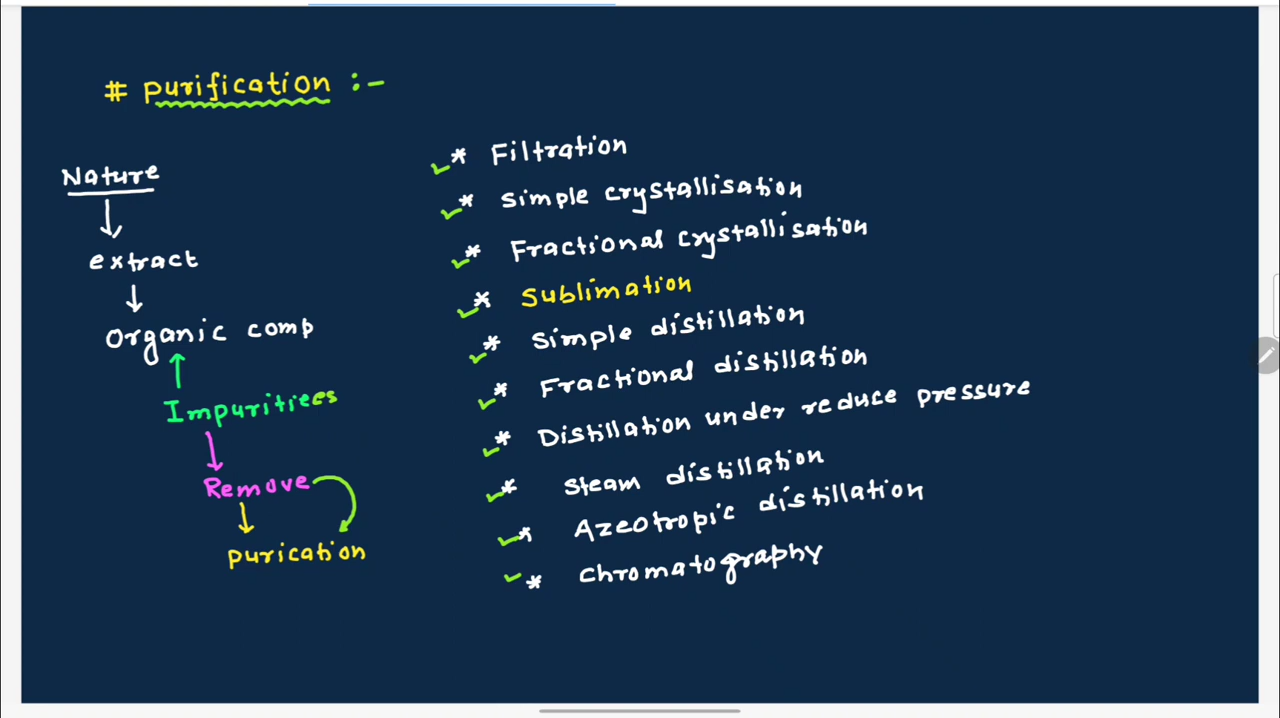 # purification :-
Nature
extract
Organic comp
Impuritiees
Remove
purication
* Filtration
* Simple crystallisation
* Fractional crystallisation
* Sublimation
* Simple distillation
* Fractional distillation
* Distillation under reduce pressure
* Steam distillation
* Azeotropic distillation
* Chromatography